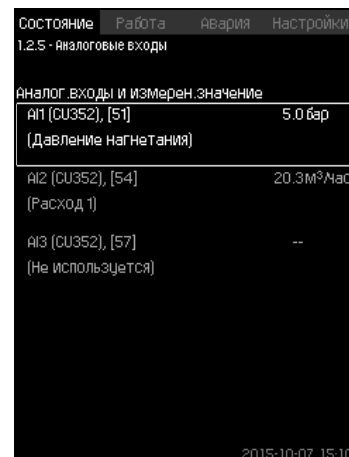 Состояние Работа Авария Настройки
1.2.5 - Аналоговые входы
Аналог.входы и измерен.значение
AI1 (CU352), [51] 5.0 бар
(Давление нагнетания)
AI2 (CU352), [54] 20.3м³/час
(Расход 1)
AI3 (CU352), [57] --
(Не используется)
2015-10-07 15:10